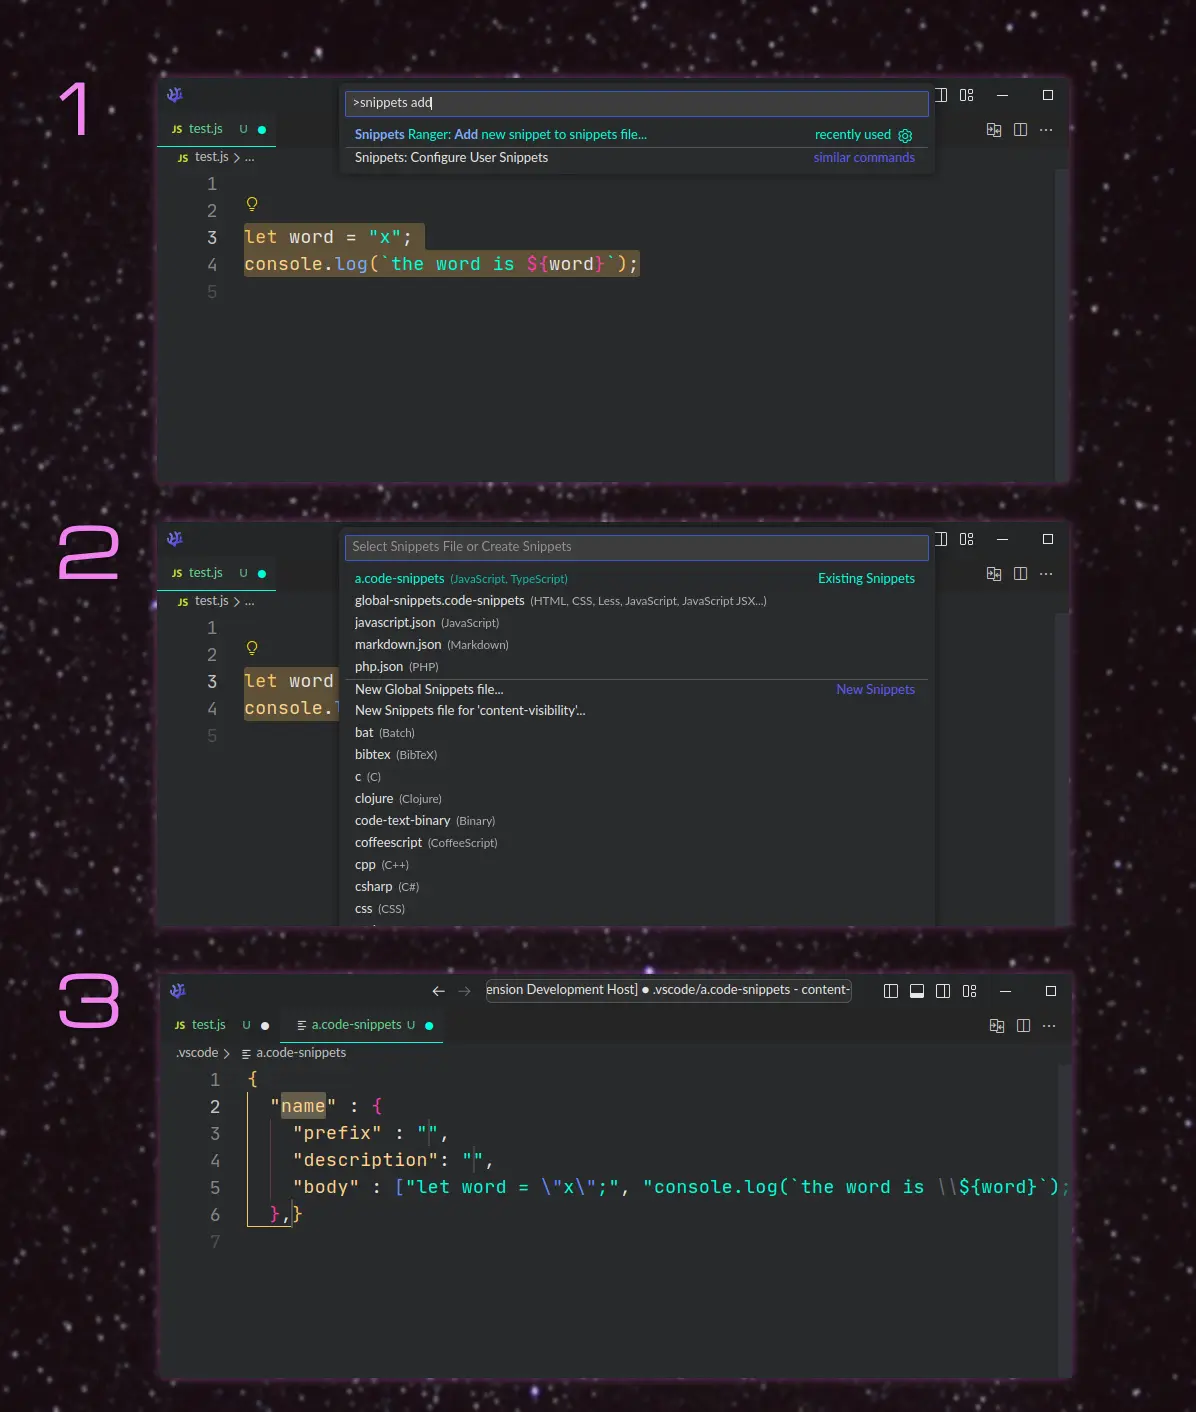 1
>snippets add
JS test.js U
Snippets Ranger: Add new snippet to snippets file... recently used
JS test.js > ...
Snippets: Configure User Snippets similar commands
1
2
3 let word = "x";
4 console.log(`the word is ${word}`);
5
2
Select Snippets File or Create Snippets
JS test.js U
a.code-snippets (JavaScript, TypeScript) Existing Snippets
JS test.js > ...
global-snippets.code-snippets (HTML, CSS, Less, JavaScript, JavaScript JSX...)
1
javascript.json (JavaScript)
2
markdown.json (Markdown)
php.json (PHP)
3 let word
New Global Snippets file... New Snippets
4 console.
New Snippets file for 'content-visibility'...
5
bat (Batch)
bibtex (BibTeX)
c (C)
clojure (Clojure)
code-text-binary (Binary)
coffeescript (CoffeeScript)
cpp (C++)
csharp (C#)
css (CSS)
3
ension Development Host] ● .vscode/a.code-snippets - content-
JS test.js U ● a.code-snippets U ●
.vscode > a.code-snippets
1 {
2 "name" : {
3 "prefix" : "",
4 "description": "",
5 "body" : ["let word = \"x\";", "console.log(`the word is \\${word}`);
6 },}
7